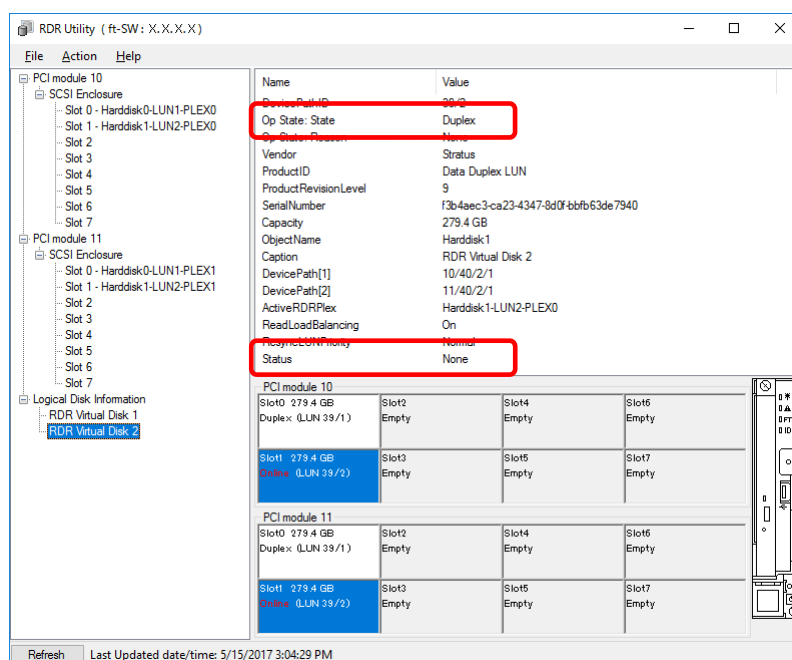 RDR Utility ( ft-SW : X.X.X.X )
File Action Help
PCI module 10
SCSI Enclosure
Slot 0 - Harddisk0-LUN1-PLEX0
Slot 1 - Harddisk1-LUN2-PLEX0
Slot 2
Slot 3
Slot 4
Slot 5
Slot 6
Slot 7
PCI module 11
SCSI Enclosure
Slot 0 - Harddisk0-LUN1-PLEX1
Slot 1 - Harddisk1-LUN2-PLEX1
Slot 2
Slot 3
Slot 4
Slot 5
Slot 6
Slot 7
Logical Disk Information
RDR Virtual Disk 1
RDR Virtual Disk 2
Name Value
DevicePathID 39/2
Op State: State Duplex
Op State: Reason None
Vendor Stratus
ProductID Data Duplex LUN
ProductRevisionLevel 9
SerialNumber f3b4aec3-ca23-4347-8d0f-bbfb63de7940
Capacity 279.4 GB
ObjectName Harddisk1
Caption RDR Virtual Disk 2
DevicePath[1] 10/40/2/1
DevicePath[2] 11/40/2/1
ActiveRDRPlex Harddisk1-LUN2-PLEX0
ReadLoadBalancing On
ResyncLUNPriority Normal
Status None
PCI module 10
Slot0 279.4 GB Slot2 Slot4 Slot6
Duplex (LUN 39/1) Empty Empty Empty
Slot1 279.4 GB Slot3 Slot5 Slot7
Online (LUN 39/2) Empty Empty Empty
PCI module 11
Slot0 279.4 GB Slot2 Slot4 Slot6
Duplex (LUN 39/1) Empty Empty Empty
Slot1 279.4 GB Slot3 Slot5 Slot7
Online (LUN 39/2) Empty Empty Empty
Refresh Last Updated date/time: 5/15/2017 3:04:29 PM